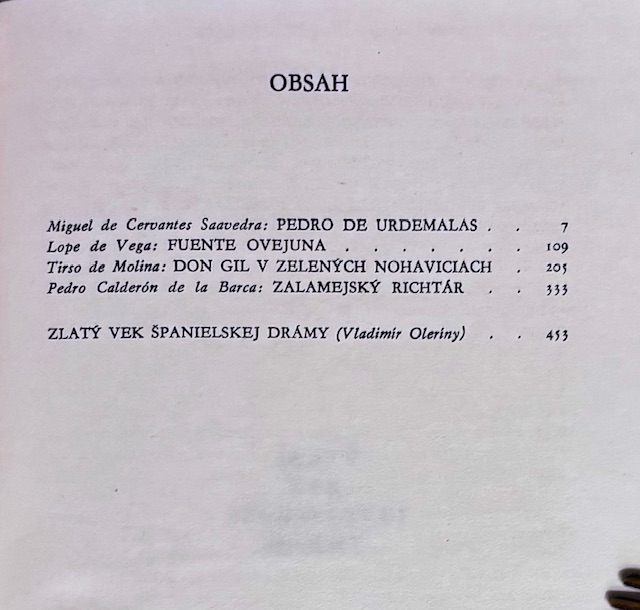 OBSAH
Miguel de Cervantes Saavedra: PEDRO DE URDEMALAS . . 7
Lope de Vega: FUENTE OVEJUNA . . . . . . . 109
Tirso de Molina: DON GIL V ZELENÝCH NOHAVICIACH . 205
Pedro Calderón de la Barca: ZALAMEJSKÝ RICHTÁR . . 333
ZLATÝ VEK ŠPANIELSKEJ DRÁMY (Vladimír Oleríny) . . 453